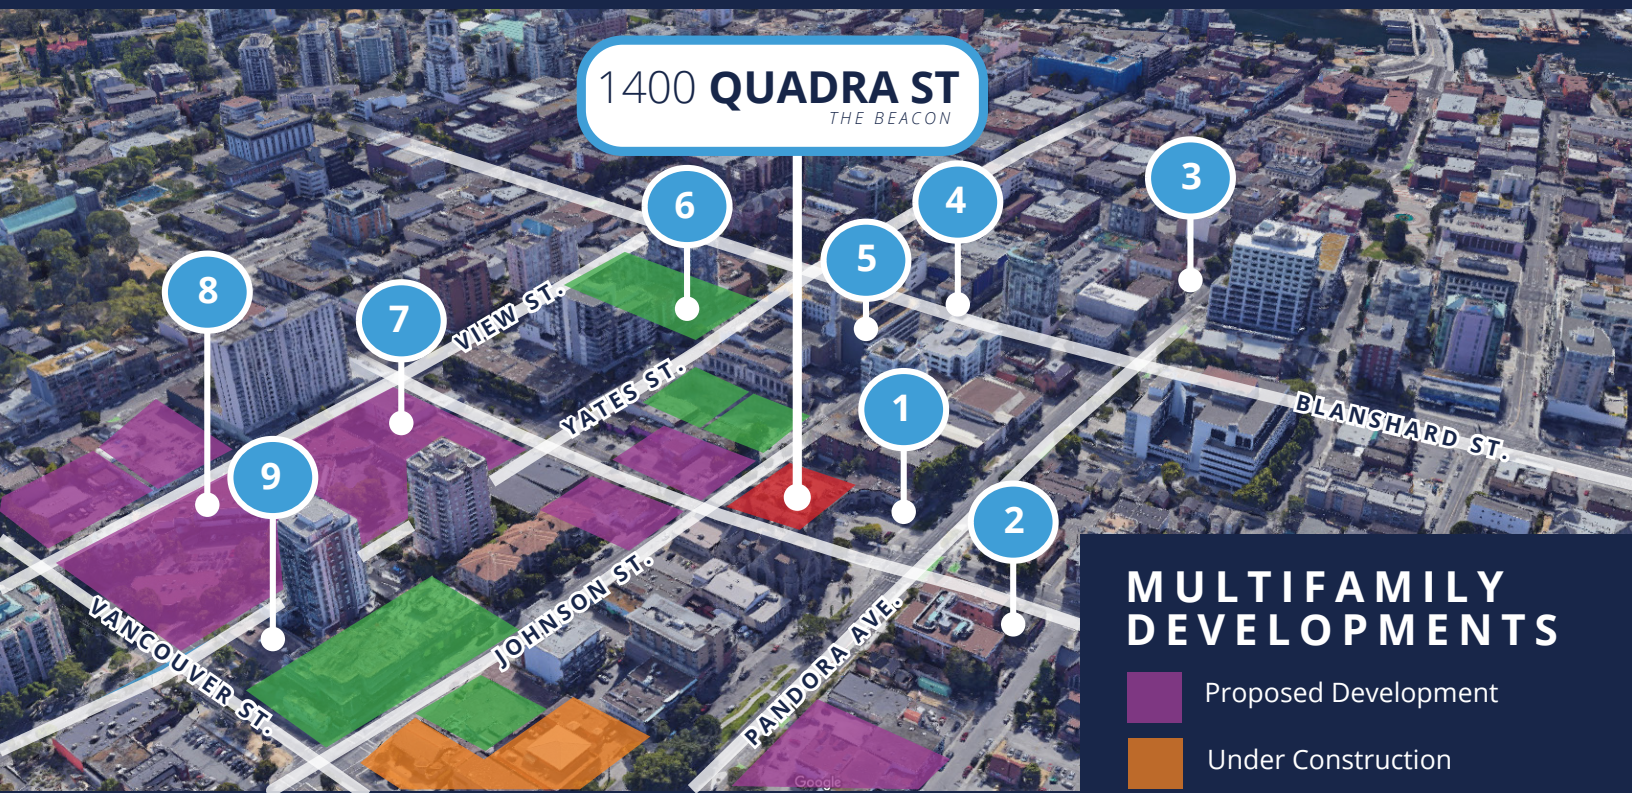 1400 QUADRA ST
THE BEACON
3
6
4
5
8
7
VIEW ST.
YATES ST.
1
BLANSHARD ST.
9
2
JOHNSON ST.
VANCOUVER ST.
PANDORA AVE.
MULTIFAMILY
DEVELOPMENTS
Proposed Development
Under Construction
Google